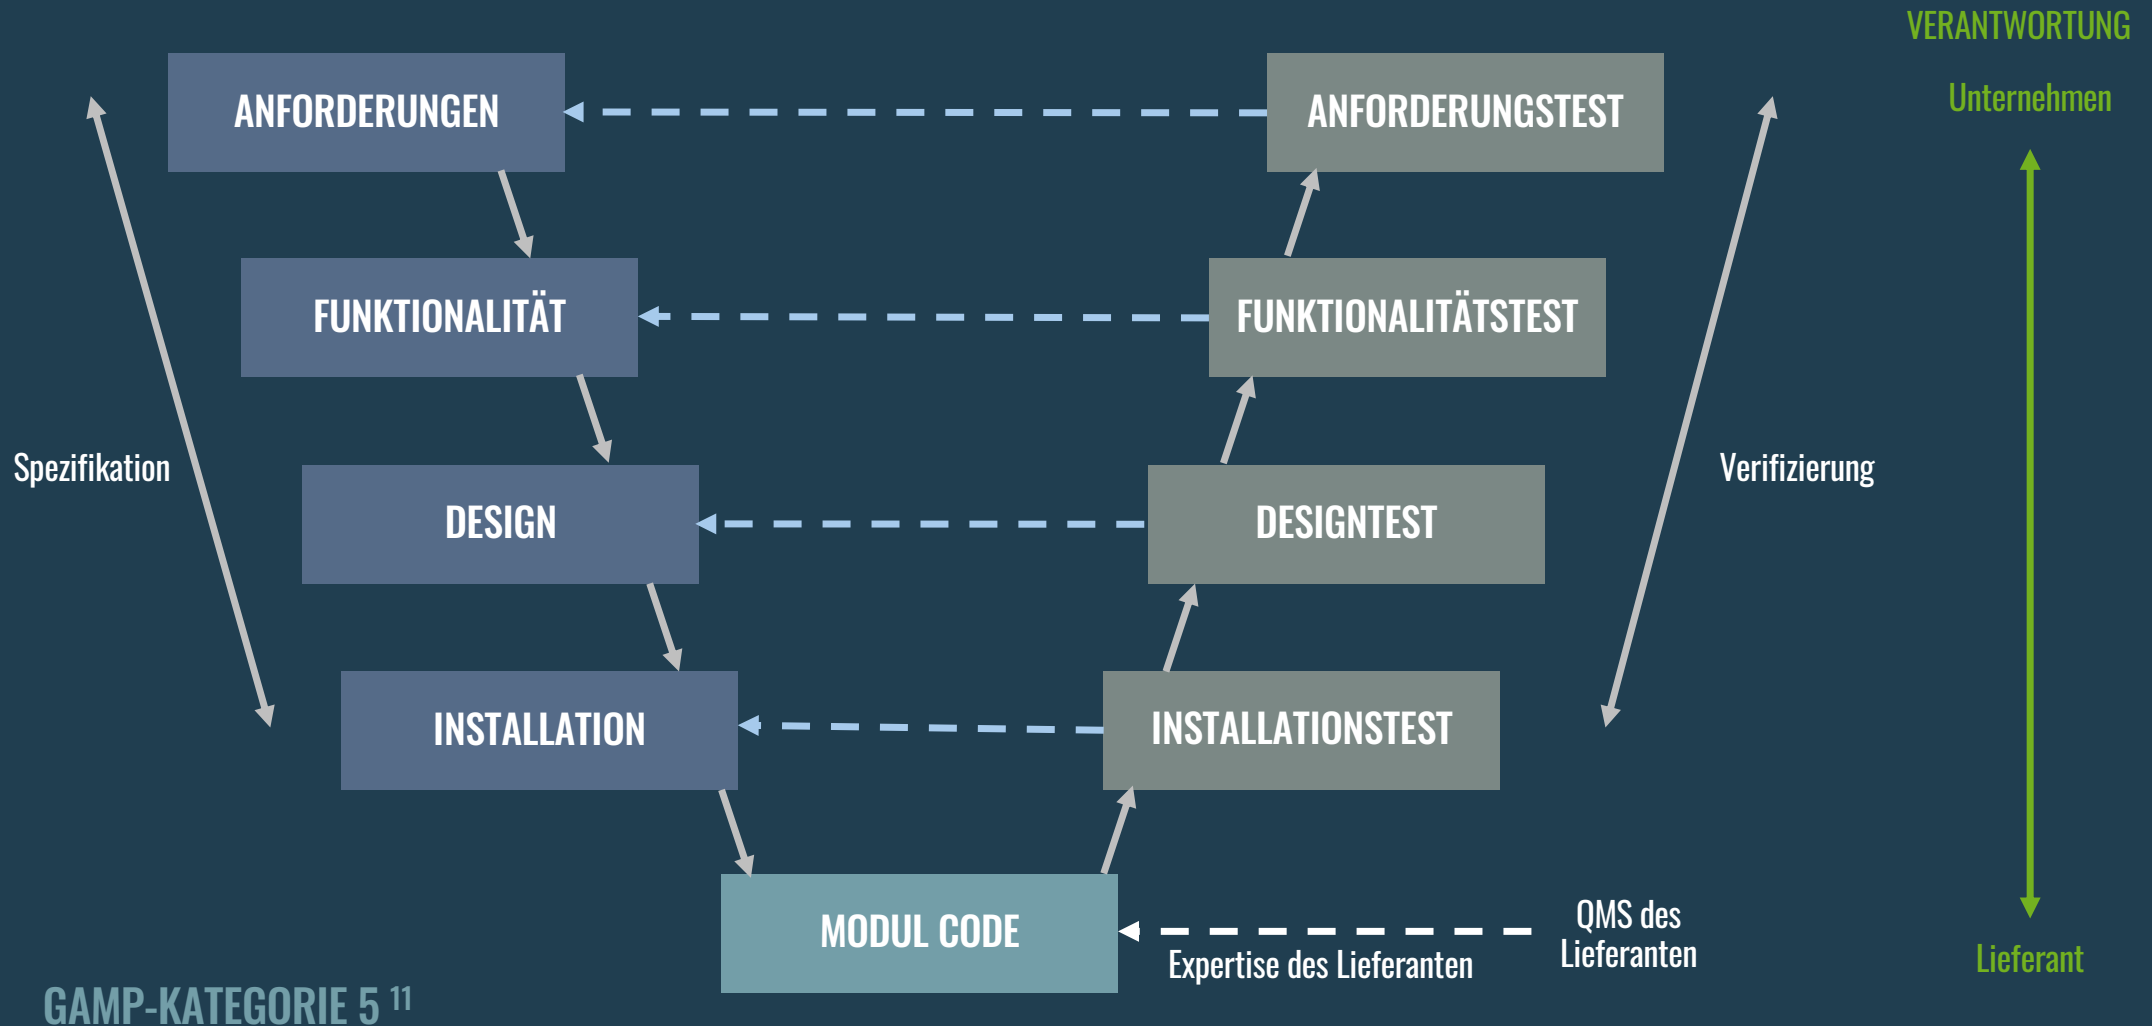 VERANTWORTUNG
Unternehmen
ANFORDERUNGEN
ANFORDERUNGSTEST
FUNKTIONALITÄT
FUNKTIONALITÄTSTEST
Spezifikation
Verifizierung
DESIGN
DESIGNTEST
INSTALLATION
INSTALLATIONSTEST
MODUL CODE
Expertise des Lieferanten
QMS des
Lieferanten
Lieferant
GAMP-KATEGORIE 5 ¹¹